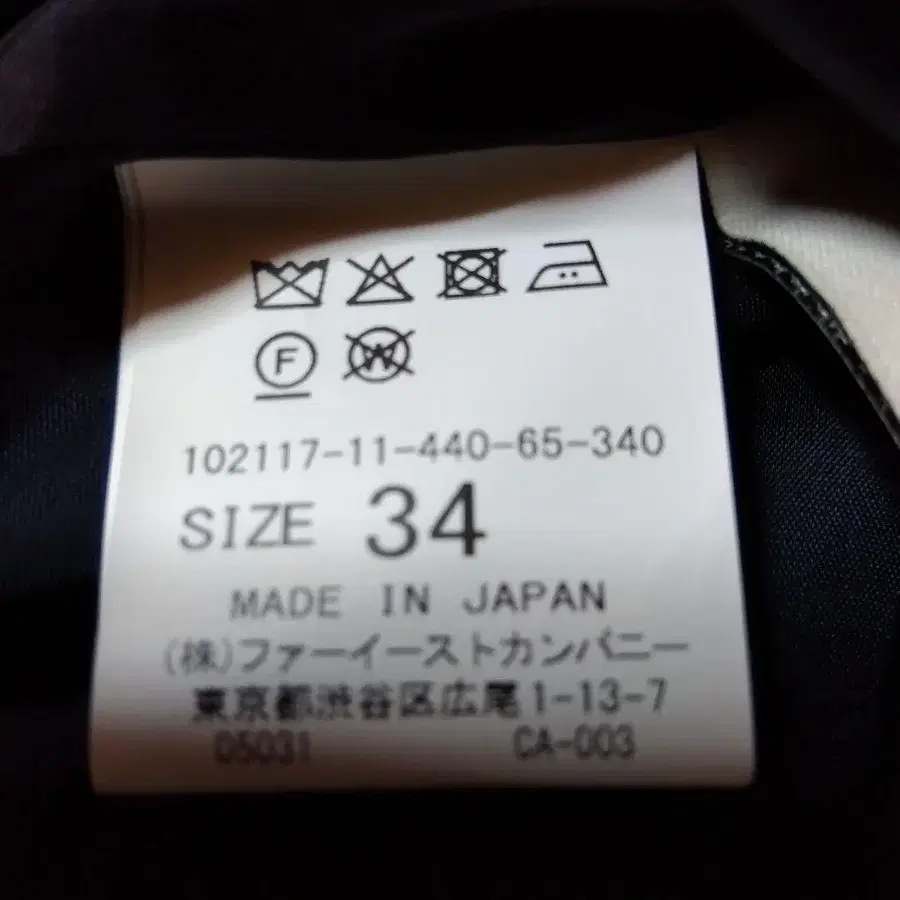 F W
102117-11-440-65-340
SIZE 34
MADE IN JAPAN
(株)ファーイーストカンパニー
東京都渋谷区広尾1-13-7
05031 CA-003